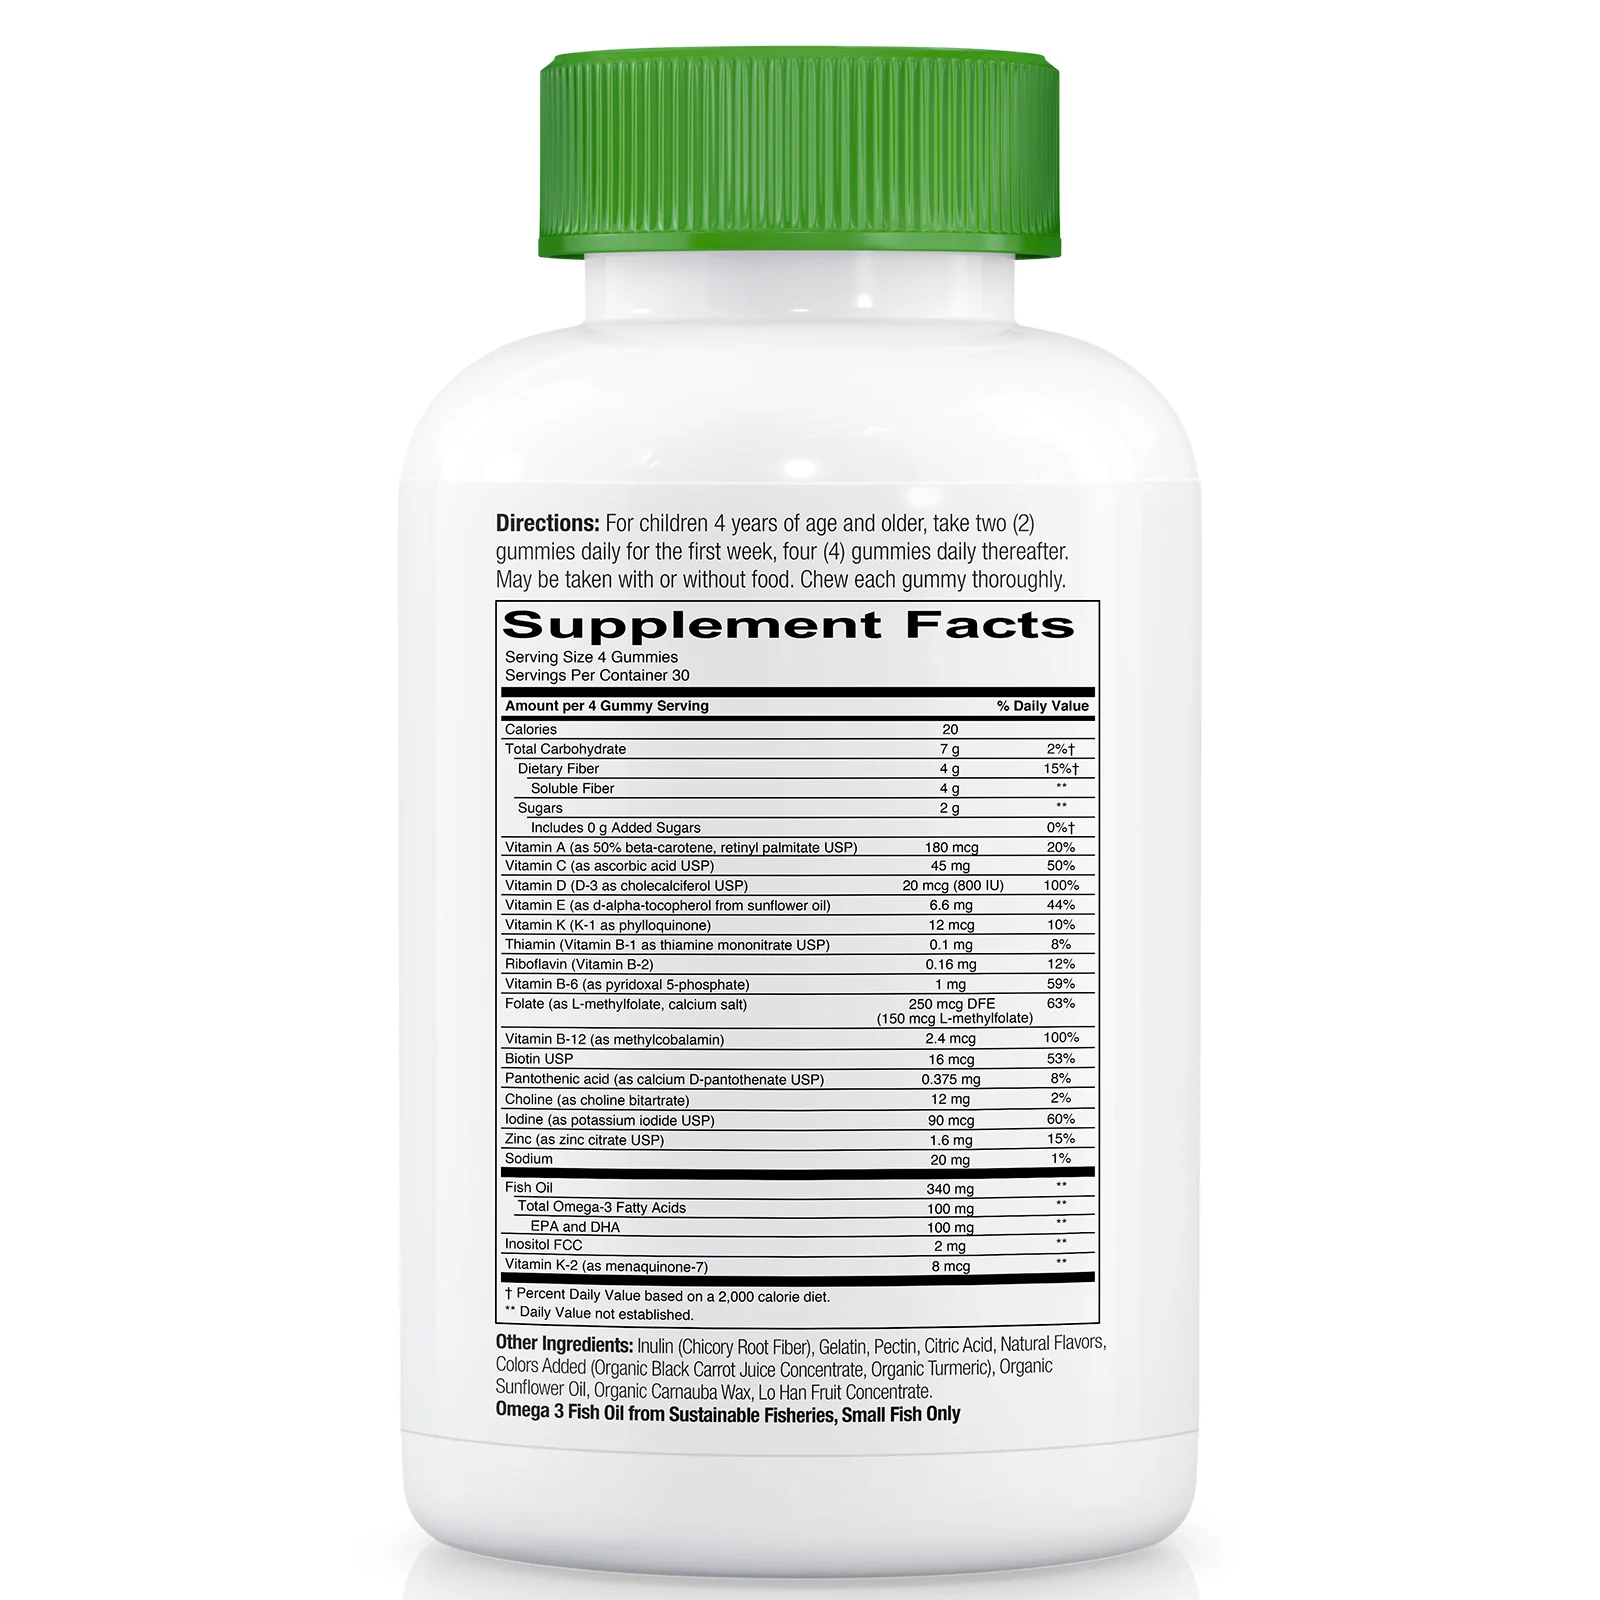 Directions: For children 4 years of age and older, take two (2)
gummies daily for the first week, four (4) gummies daily thereafter.
May be taken with or without food. Chew each gummy thoroughly.
Supplement Facts
Serving Size 4 Gummies
Servings Per Container 30
Amount per 4 Gummy Serving % Daily Value
Calories 20
Total Carbohydrate 7 g 2%†
Dietary Fiber 4 g 15%†
Soluble Fiber 4 g **
Sugars 2 g **
Includes 0 g Added Sugars 0%†
Vitamin A (as 50% beta-carotene, retinyl palmitate USP) 180 mcg 20%
Vitamin C (as ascorbic acid USP) 45 mg 50%
Vitamin D (D-3 as cholecalciferol USP) 20 mcg (800 IU) 100%
Vitamin E (as d-alpha-tocopherol from sunflower oil) 6.6 mg 44%
Vitamin K (K-1 as phylloquinone) 12 mcg 10%
Thiamin (Vitamin B-1 as thiamine mononitrate USP) 0.1 mg 8%
Riboflavin (Vitamin B-2) 0.16 mg 12%
Vitamin B-6 (as pyridoxal 5-phosphate) 1 mg 59%
Folate (as L-methylfolate, calcium salt) 250 mcg DFE 63%
(150 mcg L-methylfolate)
Vitamin B-12 (as methylcobalamin) 2.4 mcg 100%
Biotin USP 16 mcg 53%
Pantothenic acid (as calcium D-pantothenate USP) 0.375 mg 8%
Choline (as choline bitartrate) 12 mg 2%
Iodine (as potassium iodide USP) 90 mcg 60%
Zinc (as zinc citrate USP) 1.6 mg 15%
Sodium 20 mg 1%
Fish Oil 340 mg **
Total Omega-3 Fatty Acids 100 mg **
EPA and DHA 100 mg **
Inositol FCC 2 mg **
Vitamin K-2 (as menaquinone-7) 8 mcg **
† Percent Daily Value based on a 2,000 calorie diet.
** Daily Value not established.
Other Ingredients: Inulin (Chicory Root Fiber), Gelatin, Pectin, Citric Acid, Natural Flavors,
Colors Added (Organic Black Carrot Juice Concentrate, Organic Turmeric), Organic
Sunflower Oil, Organic Carnauba Wax, Lo Han Fruit Concentrate.
Omega 3 Fish Oil from Sustainable Fisheries, Small Fish Only